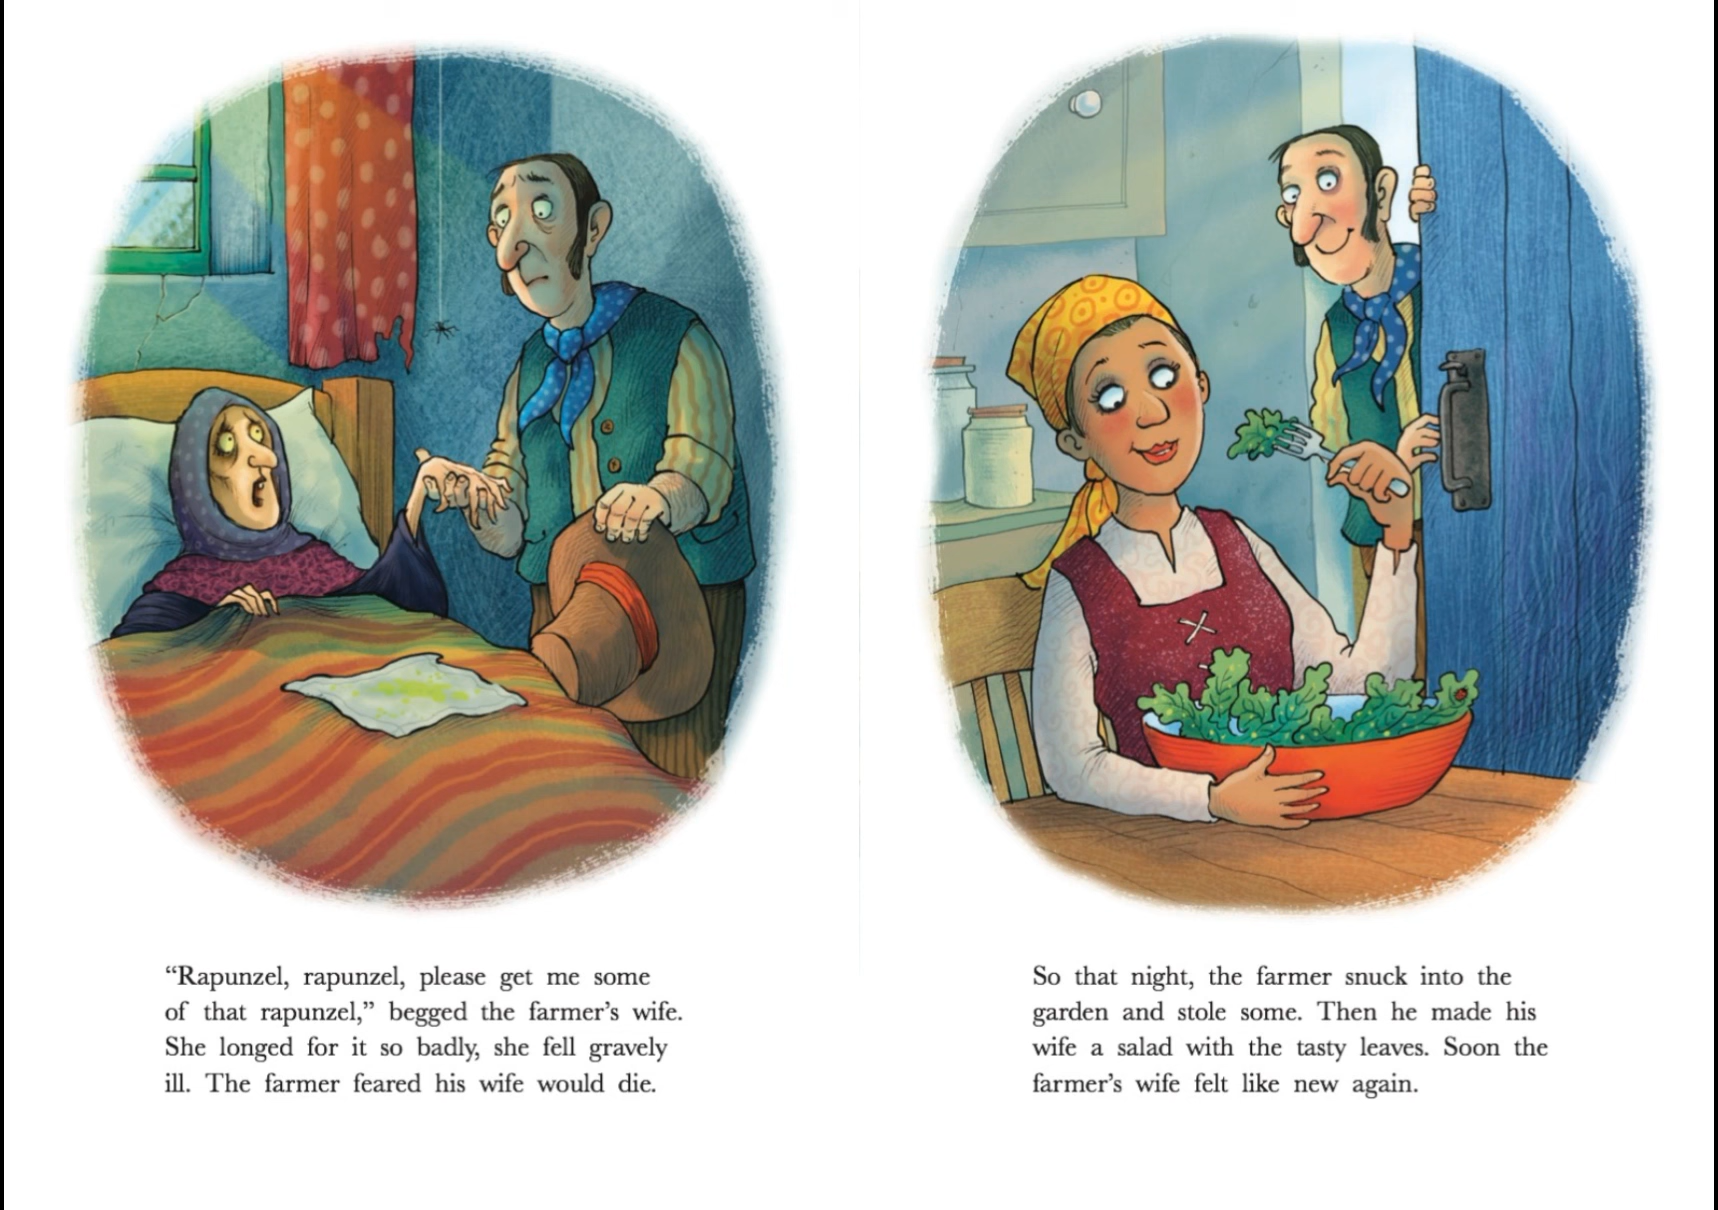 “Rapunzel, rapunzel, please get me some
of that rapunzel,” begged the farmer’s wife.
She longed for it so badly, she fell gravely
ill. The farmer feared his wife would die.
So that night, the farmer snuck into the
garden and stole some. Then he made his
wife a salad with the tasty leaves. Soon the
farmer’s wife felt like new again.